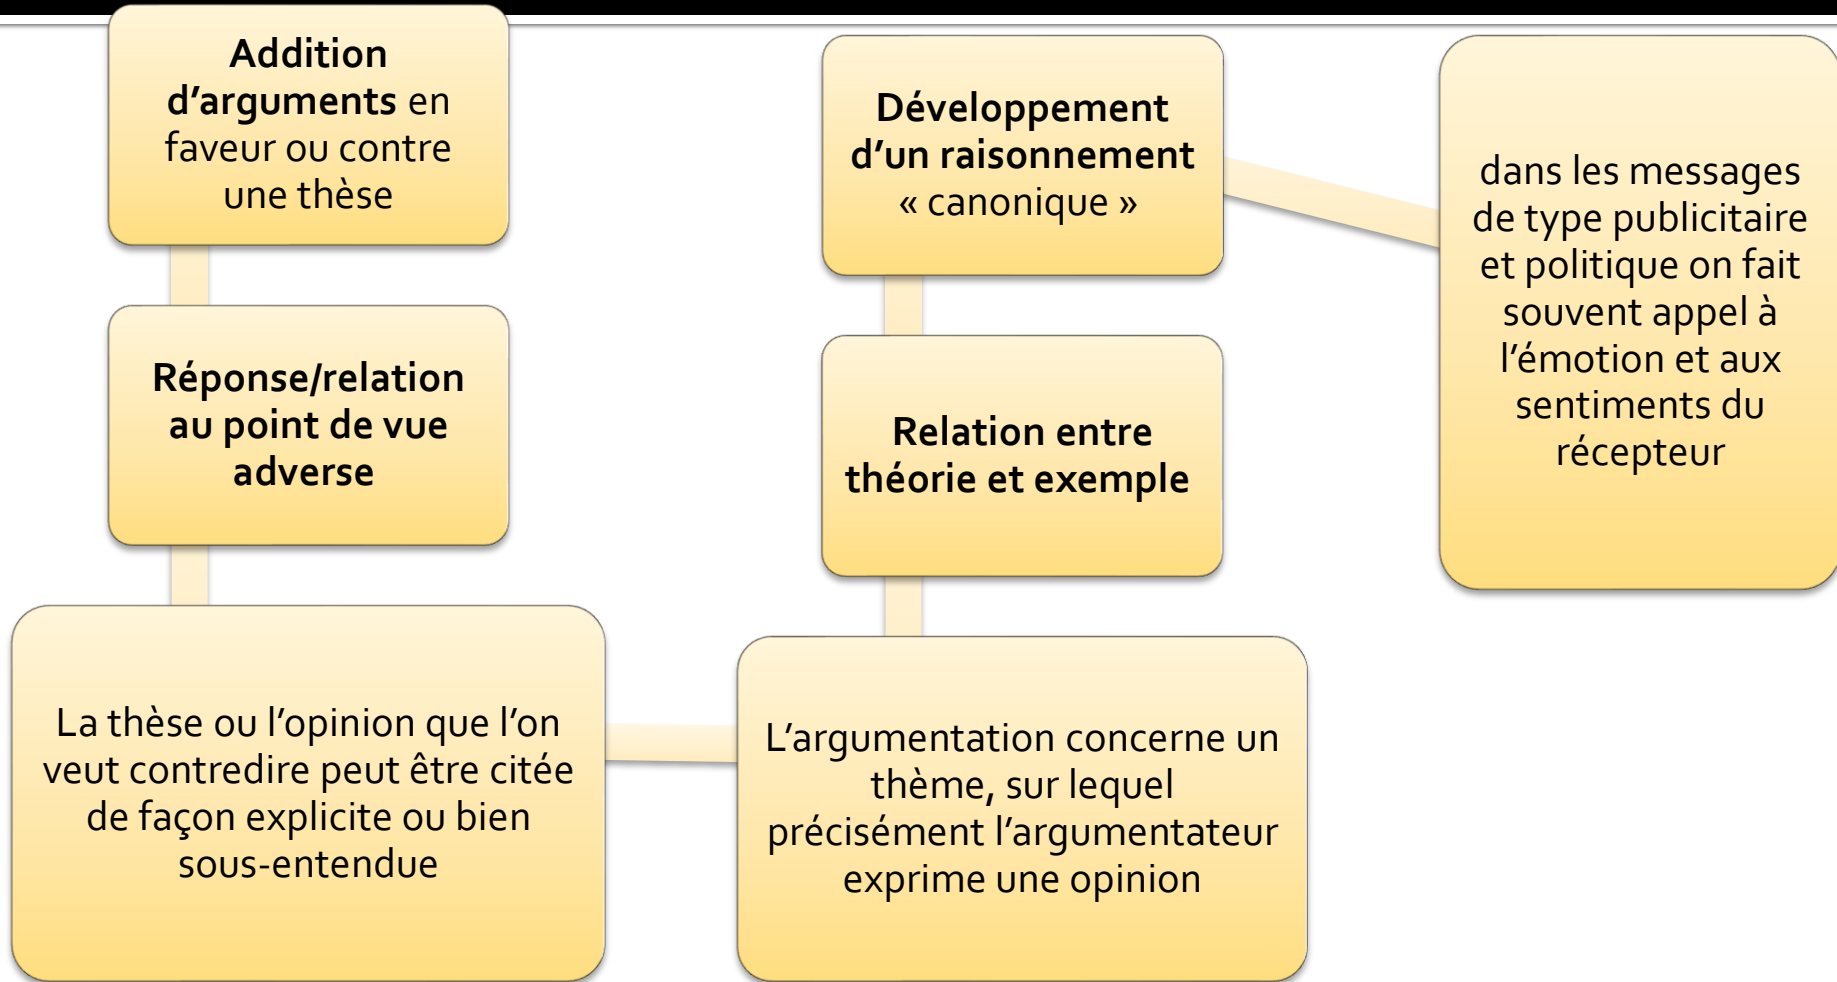 Addition
d’arguments en
faveur ou contre
une thèse
Réponse/relation
au point de vue
adverse
La thèse ou l’opinion que l’on
veut contredire peut être citée
de façon explicite ou bien
sous-entendue
L’argumentation concerne un
thème, sur lequel
précisément l’argumentateur
exprime une opinion
Relation entre
théorie et exemple
Développement
d’un raisonnement
« canonique »
dans les messages
de type publicitaire
et politique on fait
souvent appel à
l’émotion et aux
sentiments du
récepteur